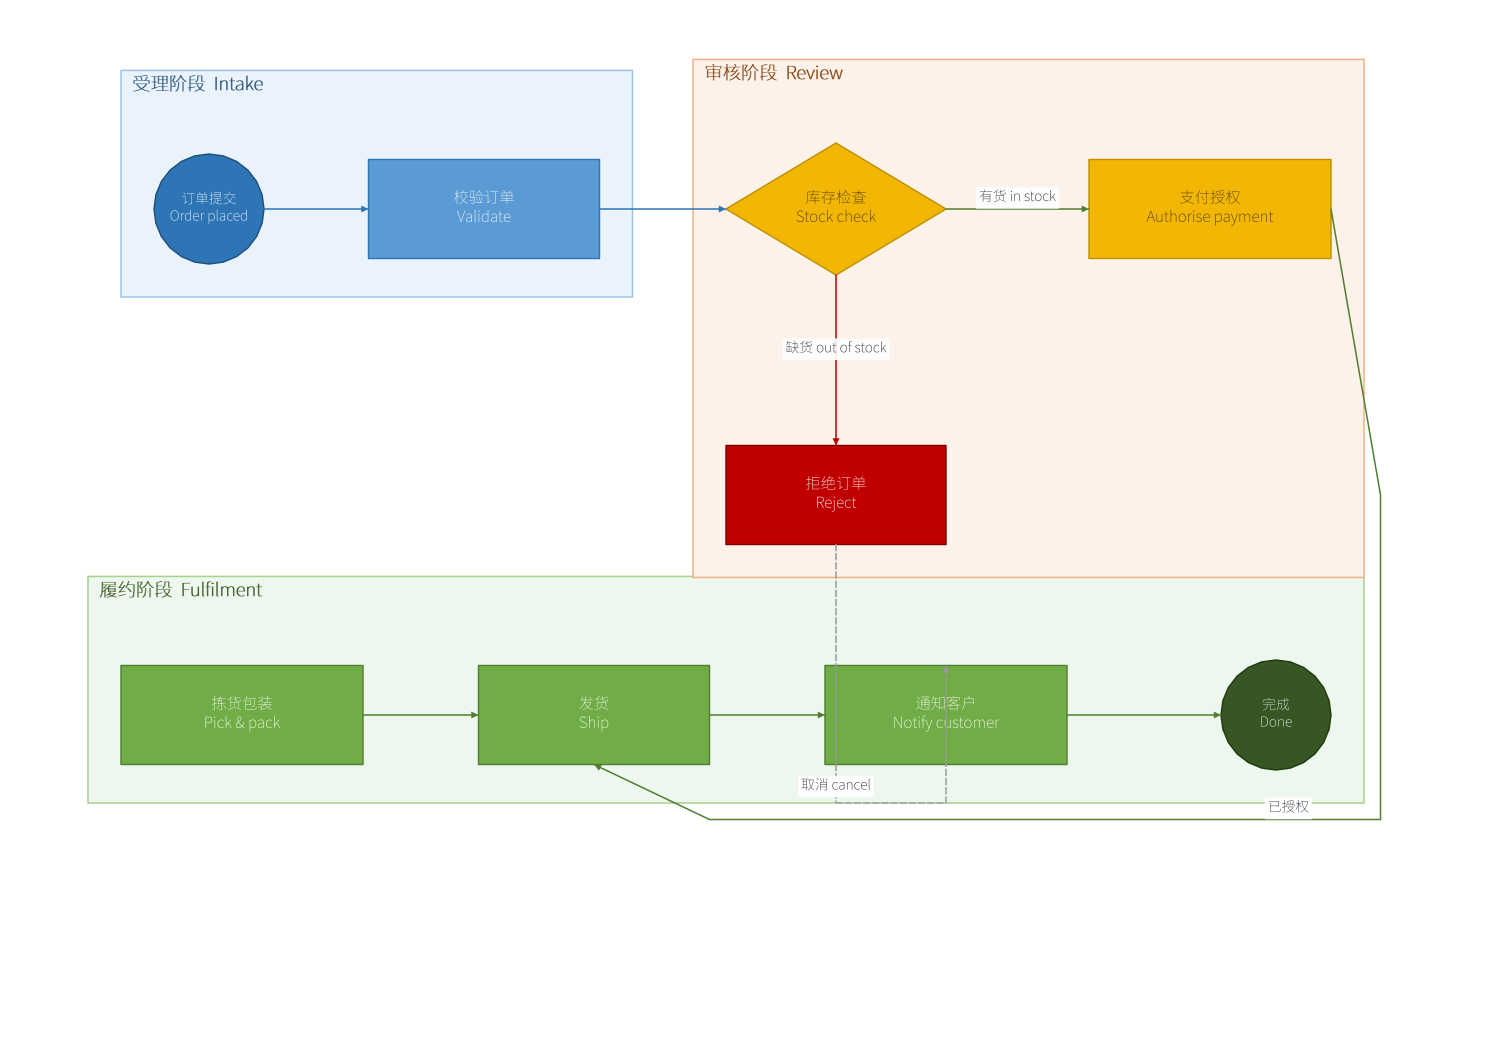 受理阶段 Intake
审核阶段 Review
订单提交
Order placed
校验订单
Validate
库存检查
Stock check
有货 in stock
支付授权
Authorise payment
缺货 out of stock
拒绝订单
Reject
履约阶段 Fulfilment
拣货包装
Pick & pack
发货
Ship
通知客户
Notify customer
完成
Done
取消 cancel
已授权